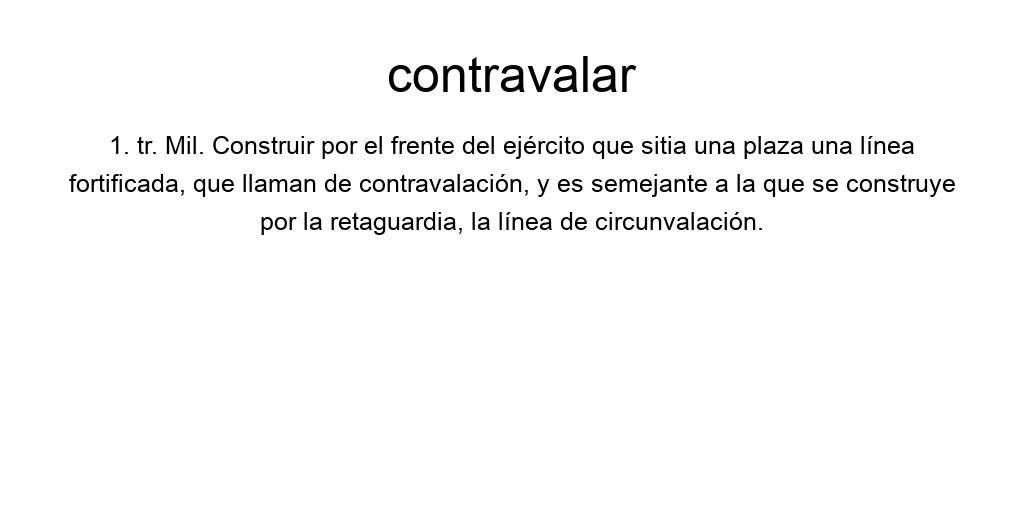 contravalar
1. tr. Mil. Construir por el frente del ejército que sitia una plaza una línea
fortificada, que llaman de contravalación, y es semejante a la que se construye
por la retaguardia, la línea de circunvalación.